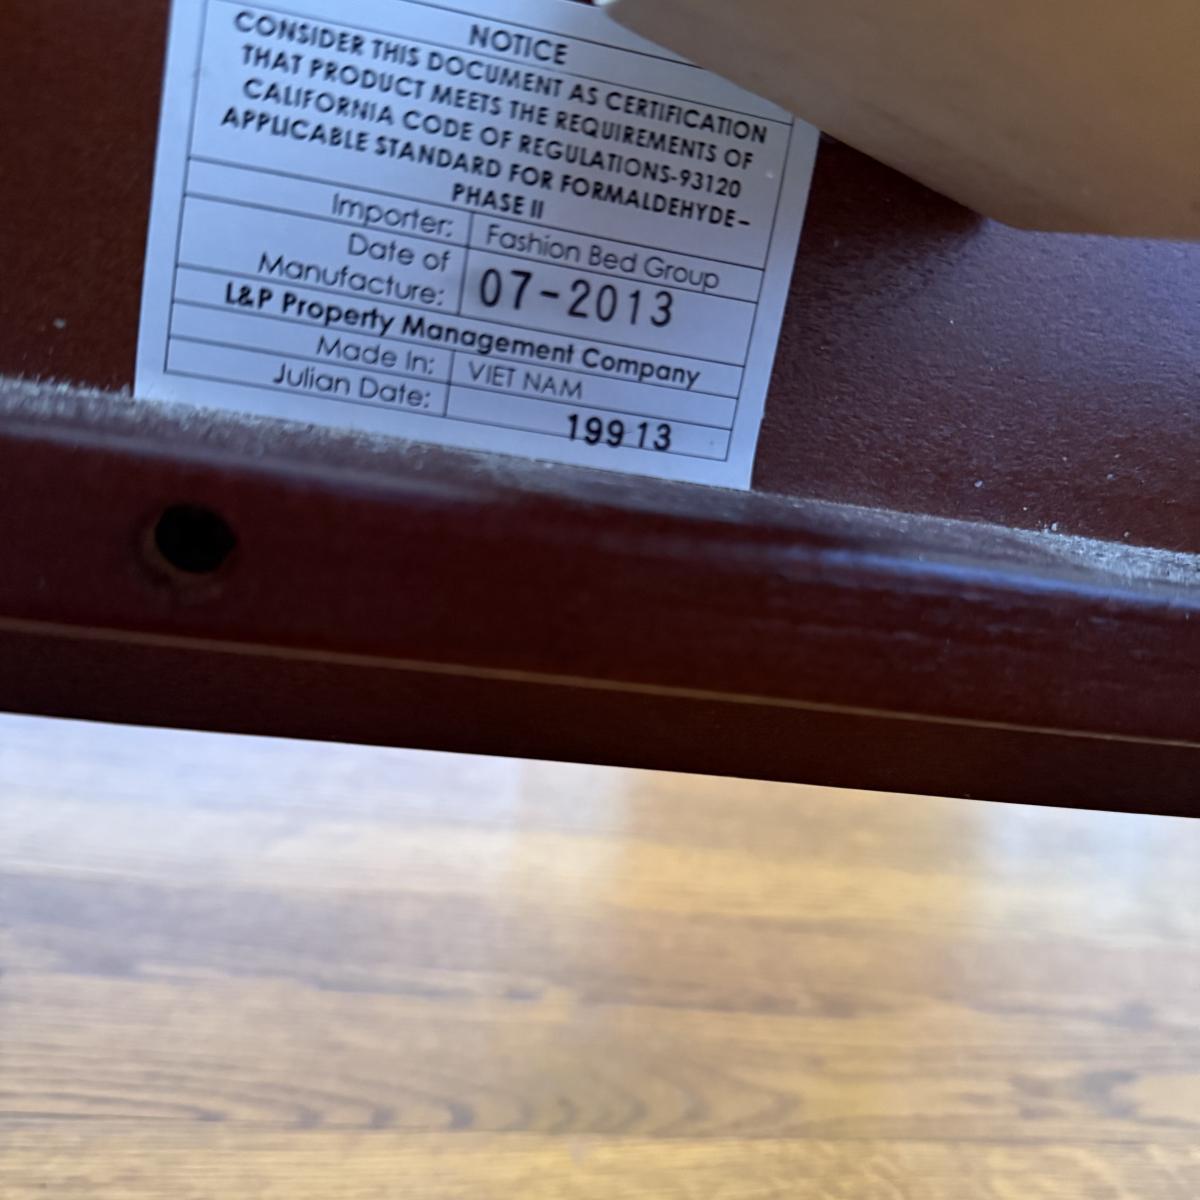 NOTICE
CONSIDER THIS DOCUMENT AS CERTIFICATION
THAT PRODUCT MEETS THE REQUIREMENTS OF
CALIFORNIA CODE OF REGULATIONS-93120
APPLICABLE STANDARD FOR FORMALDEHYDE-
PHASE II
Importer: Fashion Bed Group
Date of
Manufacture: 07-2013
L&P Property Management Company
Made In: VIET NAM
Julian Date: 19913